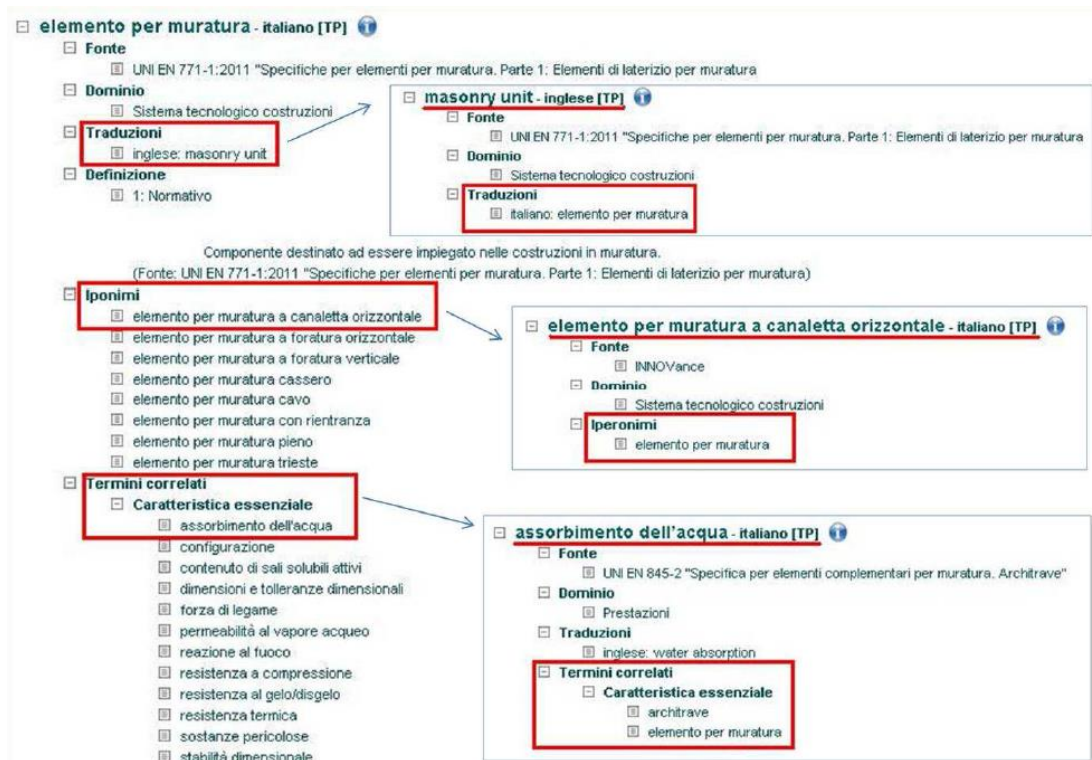 elemento per muratura - italiano [TP]
Fonte
UNI EN 771-1:2011 "Specifiche per elementi per muratura. Parte 1: Elementi di laterizio per muratura
Dominio
Sistema tecnologico costruzioni
Traduzioni
inglese: masonry unit
Definizione
1: Normativo
masonry unit - inglese [TP]
Fonte
UNI EN 771-1:2011 "Specifiche per elementi per muratura. Parte 1: Elementi di laterizio per muratura
Dominio
Sistema tecnologico costruzioni
Traduzioni
italiano: elemento per muratura
Componente destinato ad essere impiegato nelle costruzioni in muratura.
(Fonte: UNI EN 771-1:2011 "Specifiche per elementi per muratura. Parte 1: Elementi di laterizio per muratura)
Iponimi
elemento per muratura a canaletta orizzontale
elemento per muratura a foratura orizzontale
elemento per muratura a foratura verticale
elemento per muratura cassero
elemento per muratura cavo
elemento per muratura con rientranza
elemento per muratura pieno
elemento per muratura trieste
elemento per muratura a canaletta orizzontale - italiano [TP]
Fonte
INNOVance
Dominio
Sistema tecnologico costruzioni
Iperonimi
elemento per muratura
Termini correlati
Caratteristica essenziale
assorbimento dell'acqua
configurazione
contenuto di sali solubili attivi
dimensioni e tolleranze dimensionali
forza di legame
permeabilità al vapore acqueo
reazione al fuoco
resistenza a compressione
resistenza al gelo/disgelo
resistenza termica
sostanze pericolose
stabilità dimensionale
assorbimento dell'acqua - italiano [TP]
Fonte
UNI EN 845-2 "Specifica per elementi complementari per muratura. Architrave"
Dominio
Prestazioni
Traduzioni
inglese: water absorption
Termini correlati
Caratteristica essenziale
architrave
elemento per muratura